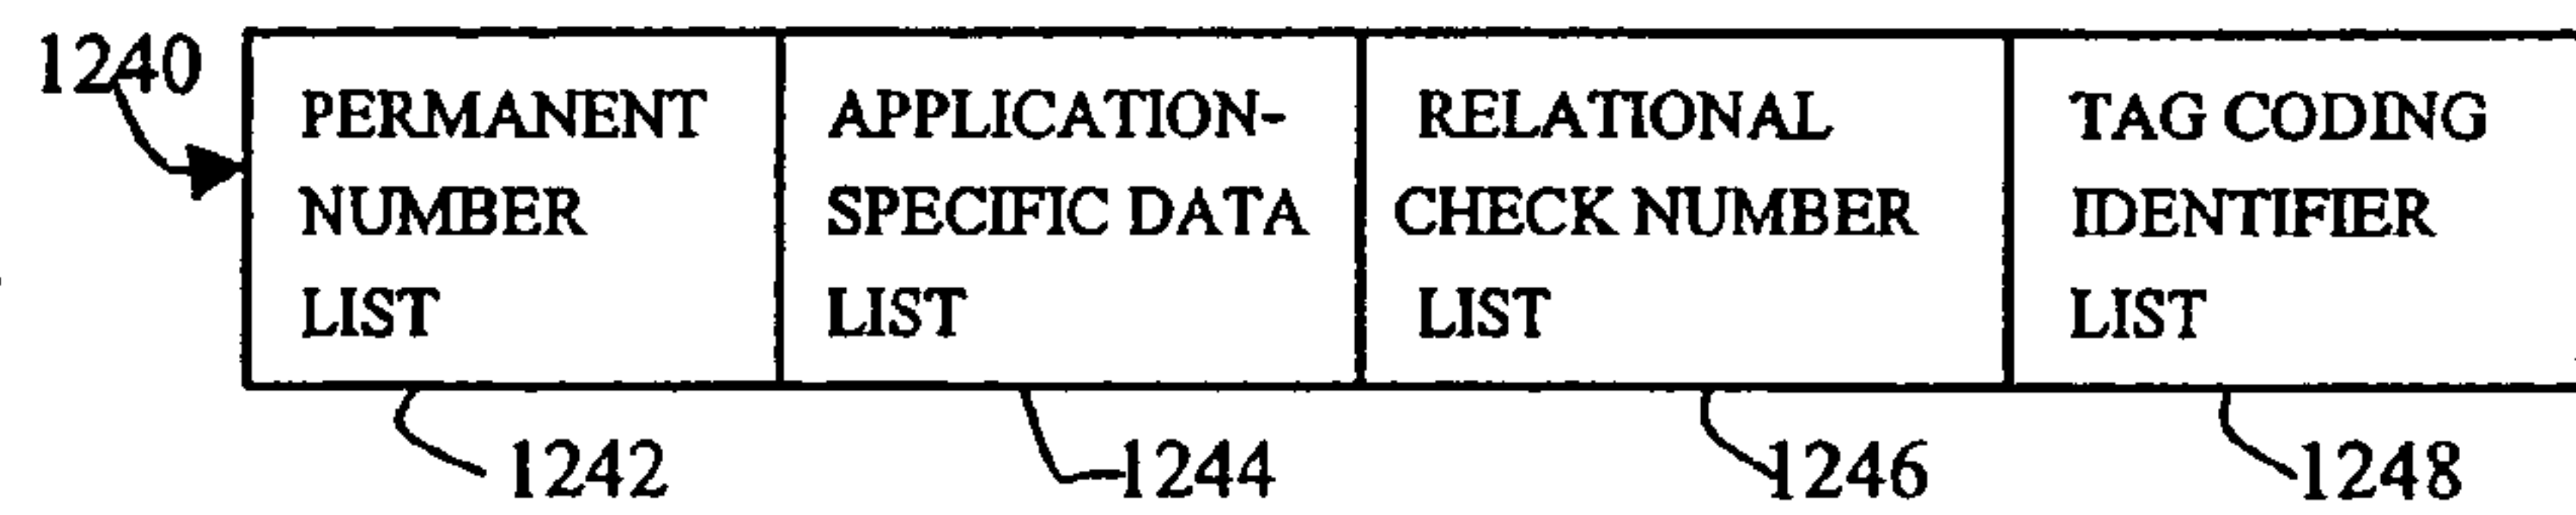 1240
PERMANENT
NUMBER
LIST
APPLICATION-
SPECIFIC DATA
LIST
RELATIONAL
CHECK NUMBER
LIST
TAG CODING
IDENTIFIER
LIST
1242
1244
1246
1248